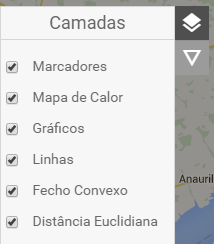 Camadas
Marcadores
Mapa de Calor
Gráficos
Linhas
Fecho Convexo
Distância Euclidiana
Anauril